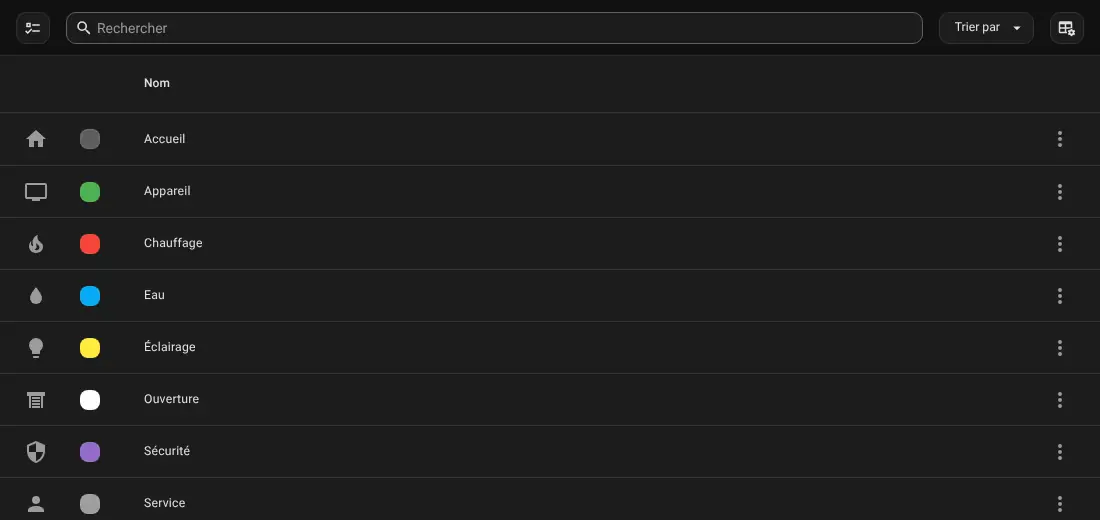 Rechercher
Trier par
Nom
Accueil
Appareil
Chauffage
Eau
Éclairage
Ouverture
Sécurité
Service